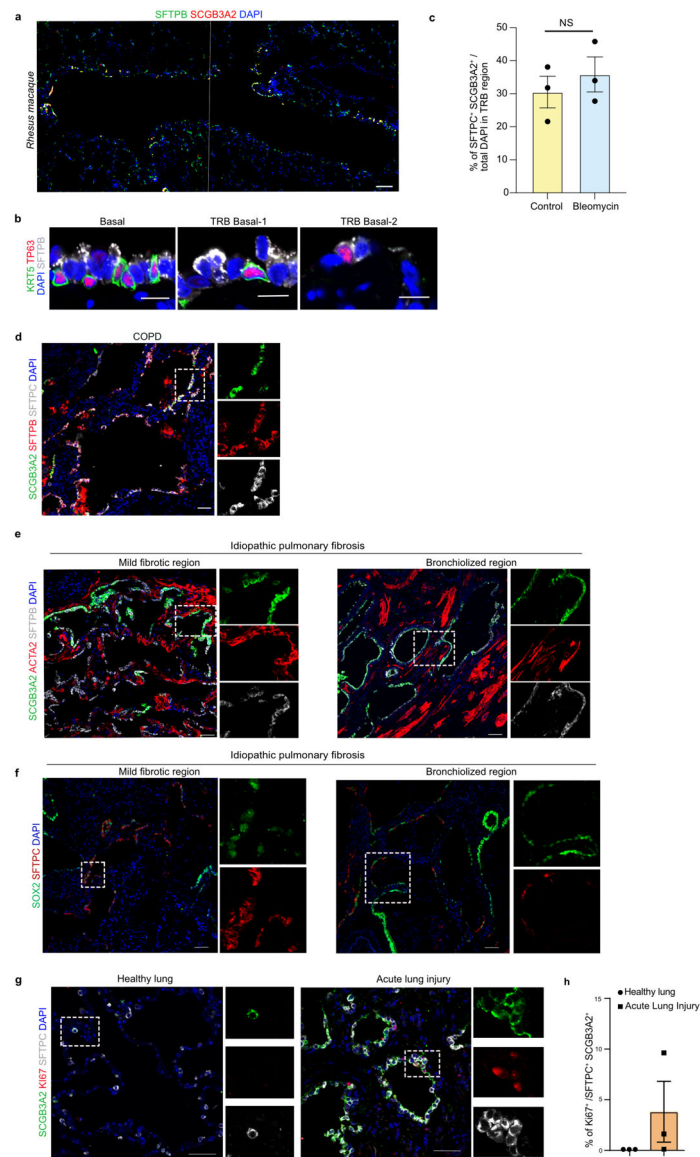 a
SFTPB SCGB3A2 DAPI
Rhesus macaque
b
Basal
TRB Basal-1
TRB Basal-2
KRT5 TP63
DAPI SFTPB
c
NS
% of SFTPC+ SCGB3A2+ /
total DAPI in TRB region
50
40
30
20
10
0
Control
Bleomycin
d
COPD
SCGB3A2 SFTPB SFTPC DAPI
e
Idiopathic pulmonary fibrosis
Mild fibrotic region
Bronchiolized region
SCGB3A2 ACTA2 SFTPB DAPI
f
Idiopathic pulmonary fibrosis
Mild fibrotic region
Bronchiolized region
SOX2 SFTPC DAPI
g
Healthy lung
Acute lung injury
SCGB3A2 KI67 SFTPC DAPI
h
Healthy lung
Acute Lung Injury
% of Ki67+ /SFTPC+ SCGB3A2+
15
10
5
0